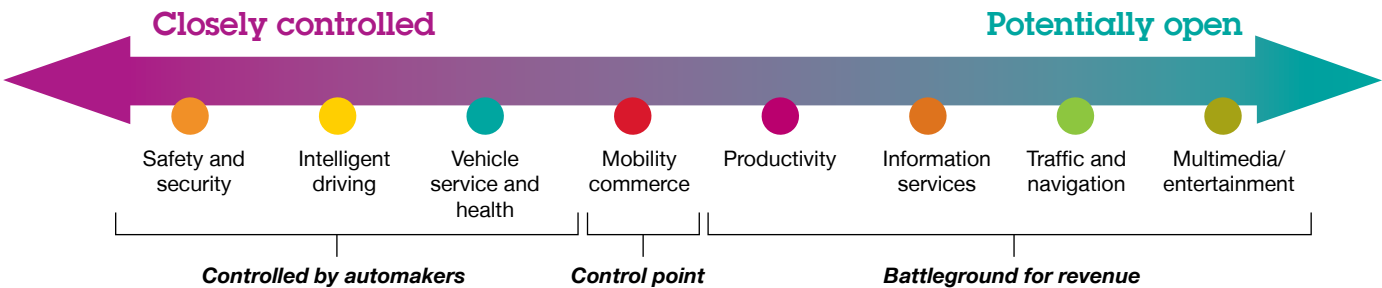 Closely controlled
Potentially open
Safety and
security
Intelligent
driving
Vehicle
service and
health
Mobility
commerce
Productivity
Information
services
Traffic and
navigation
Multimedia/
entertainment
Controlled by automakers
Control point
Battleground for revenue